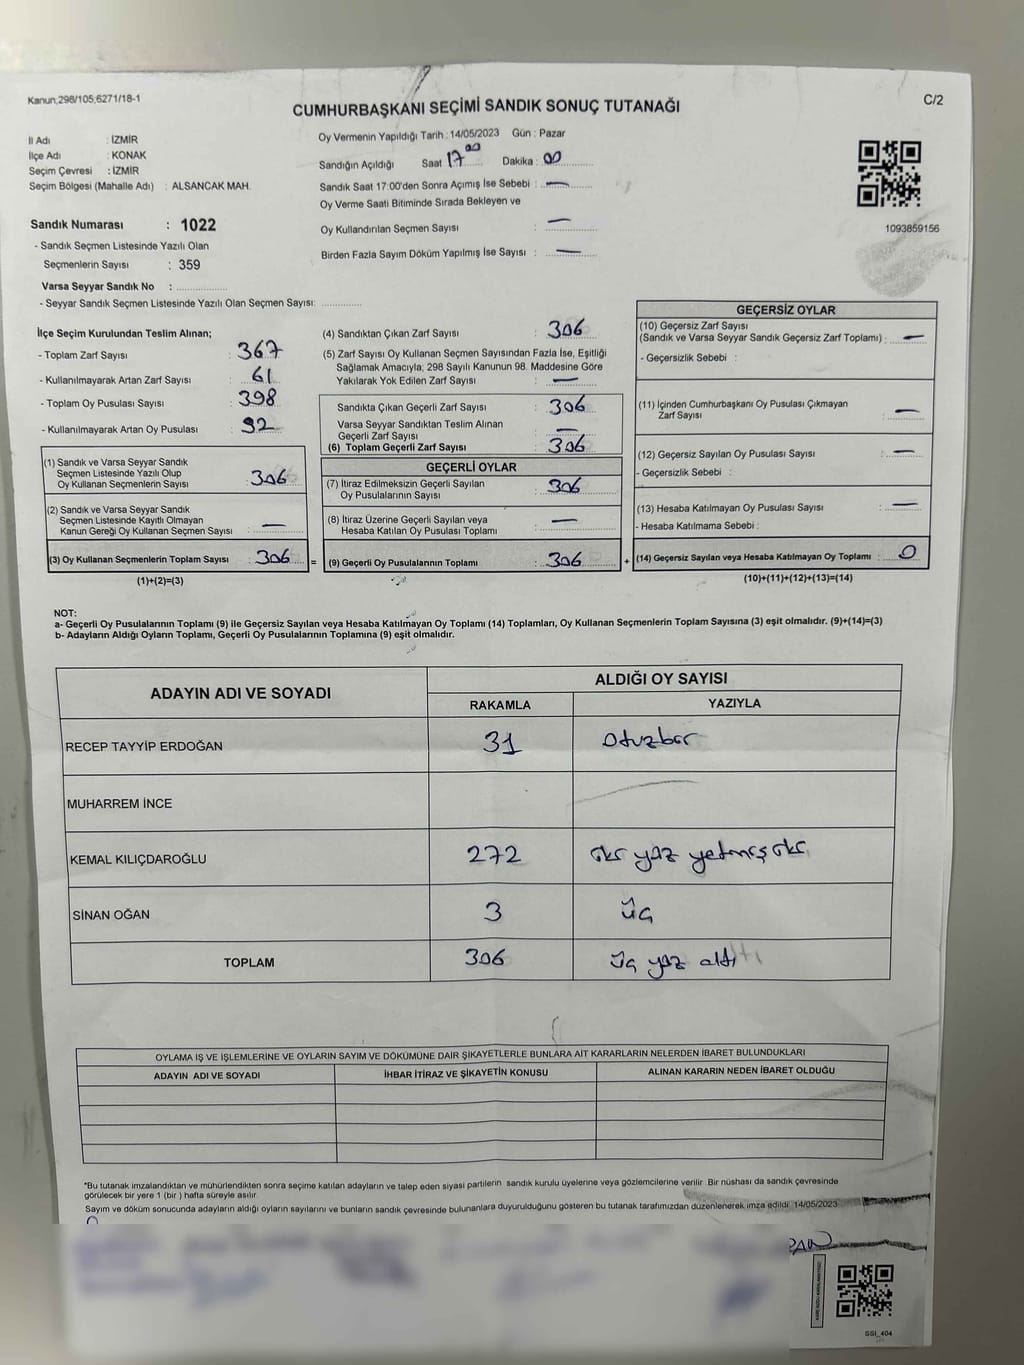 Kanun;298/105;6271/18-1
C/2
CUMHURBAŞKANI SEÇİMİ SANDIK SONUÇ TUTANAĞI
İl Adı : İZMİR
İlçe Adı : KONAK
Seçim Çevresi : İZMİR
Seçim Bölgesi (Mahalle Adı) : ALSANCAK MAH.
Oy Vermenin Yapıldığı Tarih : 14/05/2023 Gün : Pazar
Sandığın Açıldığı Saat 17 00 Dakika : 00
Sandık Saat 17:00'den Sonra Açımış İse Sebebi : —
Oy Verme Saati Bitiminde Sırada Bekleyen ve
Oy Kullandırılan Seçmen Sayısı —
Birden Fazla Sayım Döküm Yapılmış İse Sayısı : —
1093859156
Sandık Numarası : 1022
- Sandık Seçmen Listesinde Yazılı Olan
Seçmenlerin Sayısı : 359
Varsa Seyyar Sandık No :
- Seyyar Sandık Seçmen Listesinde Yazılı Olan Seçmen Sayısı:
İlçe Seçim Kurulundan Teslim Alınan;
- Toplam Zarf Sayısı : 367
- Kullanılmayarak Artan Zarf Sayısı : 61
- Toplam Oy Pusulası Sayısı : 398
- Kullanılmayarak Artan Oy Pusulası : 92
(1) Sandık ve Varsa Seyyar Sandık
Seçmen Listesinde Yazılı Olup
Oy Kullanan Seçmenlerin Sayısı : 306
(2) Sandık ve Varsa Seyyar Sandık
Seçmen Listesinde Kayıtlı Olmayan
Kanun Gereği Oy Kullanan Seçmen Sayısı : —
(3) Oy Kullanan Seçmenlerin Toplam Sayısı : 306 =
(1)+(2)=(3)
(4) Sandıktan Çıkan Zarf Sayısı : 306
(5) Zarf Sayısı Oy Kullanan Seçmen Sayısından Fazla İse, Eşitliği
Sağlamak Amacıyla; 298 Sayılı Kanunun 98. Maddesine Göre
Yakılarak Yok Edilen Zarf Sayısı : —
Sandıkta Çıkan Geçerli Zarf Sayısı : 306
Varsa Seyyar Sandıktan Teslim Alınan
Geçerli Zarf Sayısı : —
(6) Toplam Geçerli Zarf Sayısı : 306
GEÇERLİ OYLAR
(7) İtiraz Edilmeksizin Geçerli Sayılan
Oy Pusulalarının Sayısı : 306
(8) İtiraz Üzerine Geçerli Sayılan veya
Hesaba Katılan Oy Pusulası Toplamı : —
(9) Geçerli Oy Pusulalarının Toplamı : 306 +
GEÇERSİZ OYLAR
(10) Geçersiz Zarf Sayısı
(Sandık ve Varsa Seyyar Sandık Geçersiz Zarf Toplamı) : —
- Geçersizlik Sebebi :
(11) İçinden Cumhurbaşkanı Oy Pusulası Çıkmayan
Zarf Sayısı : —
(12) Geçersiz Sayılan Oy Pusulası Sayısı : —
- Geçersizlik Sebebi :
(13) Hesaba Katılmayan Oy Pusulası Sayısı : —
- Hesaba Katılmama Sebebi :
(14) Geçersiz Sayılan veya Hesaba Katılmayan Oy Toplamı : 0
(10)+(11)+(12)+(13)=(14)
NOT:
a- Geçerli Oy Pusulalarının Toplamı (9) ile Geçersiz Sayılan veya Hesaba Katılmayan Oy Toplamı (14) Toplamları, Oy Kullanan Seçmenlerin Toplam Sayısına (3) eşit olmalıdır. (9)+(14)=(3)
b- Adayların Aldığı Oyların Toplamı, Geçerli Oy Pusulalarının Toplamına (9) eşit olmalıdır.
ADAYIN ADI VE SOYADI
ALDIĞI OY SAYISI
RAKAMLA YAZIYLA
RECEP TAYYİP ERDOĞAN 31 otuzbir
MUHARREM İNCE
KEMAL KILIÇDAROĞLU 272 iki yüz yetmiş iki
SİNAN OĞAN 3 üç
TOPLAM 306 üç yüz altı
OYLAMA İŞ VE İŞLEMLERİNE VE OYLARIN SAYIM VE DÖKÜMÜNE DAİR ŞİKAYETLERLE BUNLARA AİT KARARLARIN NELERDEN İBARET BULUNDUKLARI
ADAYIN ADI VE SOYADI İHBAR İTİRAZ VE ŞİKAYETİN KONUSU ALINAN KARARIN NEDEN İBARET OLDUĞU
*Bu tutanak imzalandıktan ve mühürlendikten sonra seçime katılan adayların ve talep eden siyasi partilerin sandık kurulu üyelerine veya gözlemcilerine verilir. Bir nüshası da sandık çevresinde
görülecek bir yere 1 (bir ) hafta süreyle asılır.
Sayım ve döküm sonucunda adayların aldığı oyların sayılarını ve bunların sandık çevresinde bulunanlara duyurulduğunu gösteren bu tutanak tarafımızdan düzenlenerek imza edildi. 14/05/2023
SSI_404